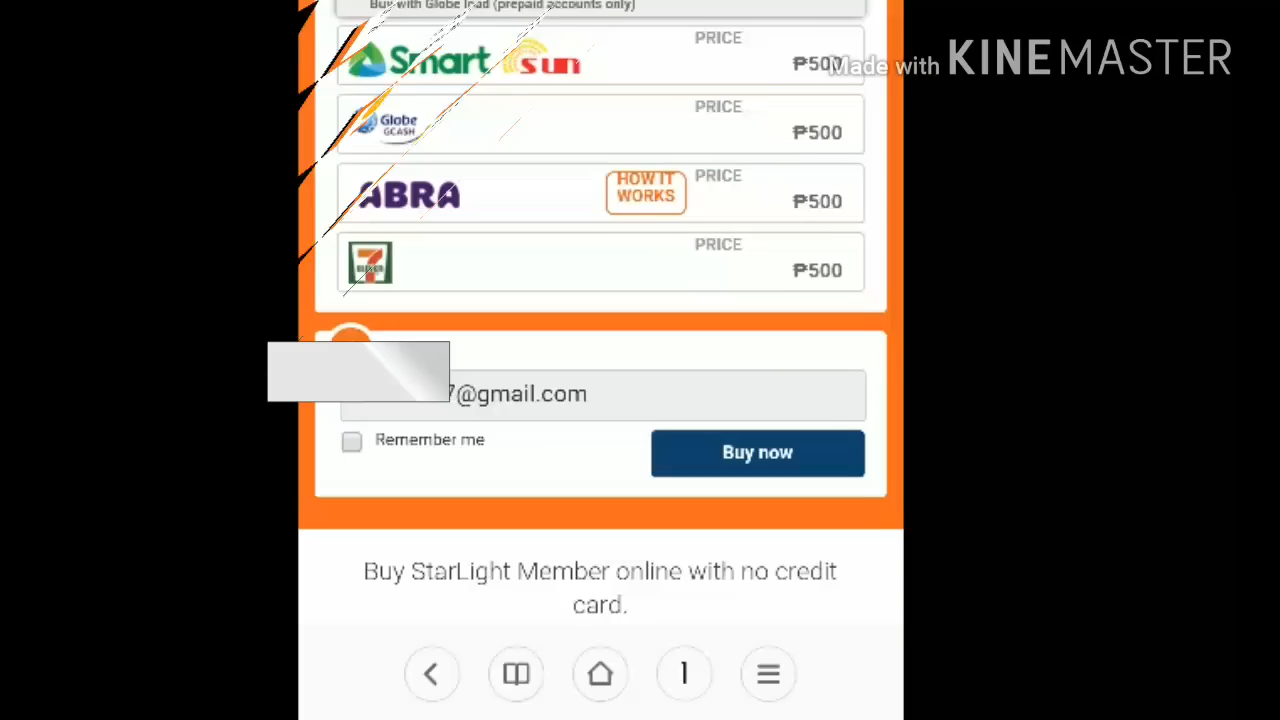 Buy with Globe load (prepaid accounts only)
Smart sun PRICE ₱500
Made with KINEMASTER
Globe GCASH PRICE ₱500
ABRA HOW IT WORKS PRICE ₱500
7 PRICE ₱500
7@gmail.com
Remember me
Buy now
Buy StarLight Member online with no credit
card.
1